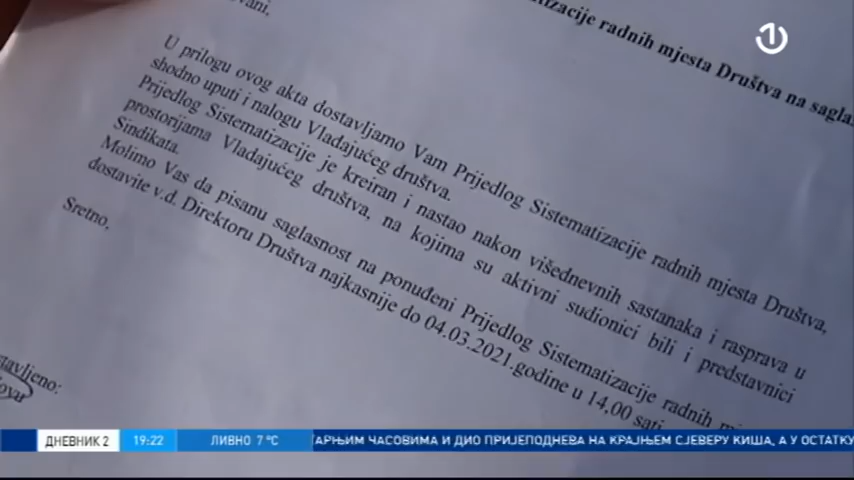 zacije radnih mjesta Društva na sagla
vani,
U prilogu ovog akta dostavljamo Vam Prijedlog Sistematizacije radnih mjesta Društva,
shodno uputi i nalogu Vladajućeg društva.
Prijedlog Sistematizacije je kreiran i nastao nakon višednevnih sastanaka i rasprava u
prostorijama Vladajućeg društva, na kojima su aktivni sudionici bili i predstavnici
Sindikata.
Molimo Vas da pisanu saglasnost na ponuđeni Prijedlog Sistematizacije radnih
dostavite v.d. Direktoru Društva najkasnije do 04.03.2021.godine u 14,00 sati
Sretno,
stavljeno:
ДНЕВНИК 2 19:22 ЛИВНО 7°C ТАРЊИМ ЧАСОВИМА И ДИО ПРИЈЕПОДНЕВА НА КРАЈЊЕМ СЈЕВЕРУ КИША, А У ОСТАТКУ